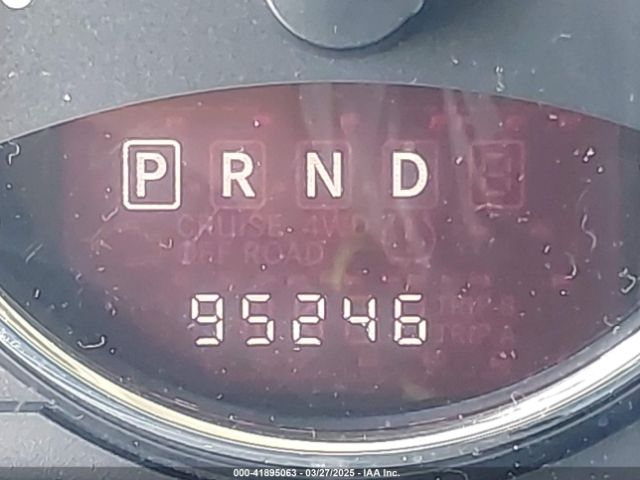 P R N D
CRUISE 4WD
OFF ROAD
95246
TRIP B
TRIP A
000-41895063 - 03/27/2025 - IAA Inc.